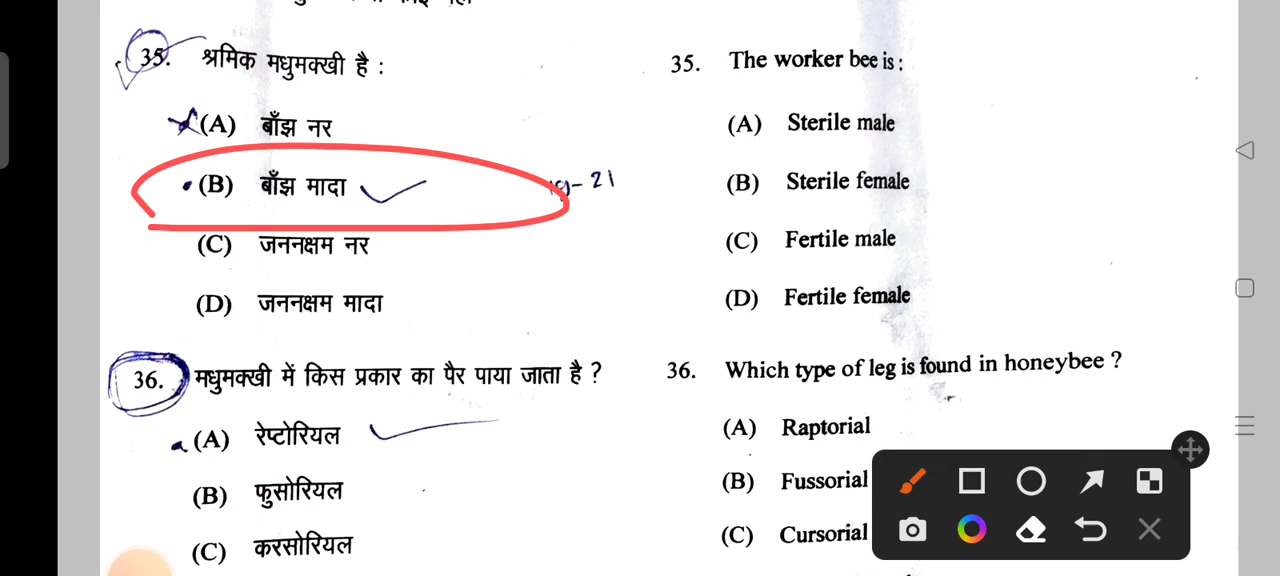 35. श्रमिक मधुमक्खी है :
(A) बाँझ नर
(B) बाँझ मादा
(C) जननक्षम नर
(D) जननक्षम मादा
36. मधुमक्खी में किस प्रकार का पैर पाया जाता है ?
(A) रेप्टोरियल
(B) फुसोरियल
(C) करसोरियल
35. The worker bee is :
(A) Sterile male
(B) Sterile female
(C) Fertile male
(D) Fertile female
36. Which type of leg is found in honeybee ?
(A) Raptorial
(B) Fussorial
(C) Cursorial